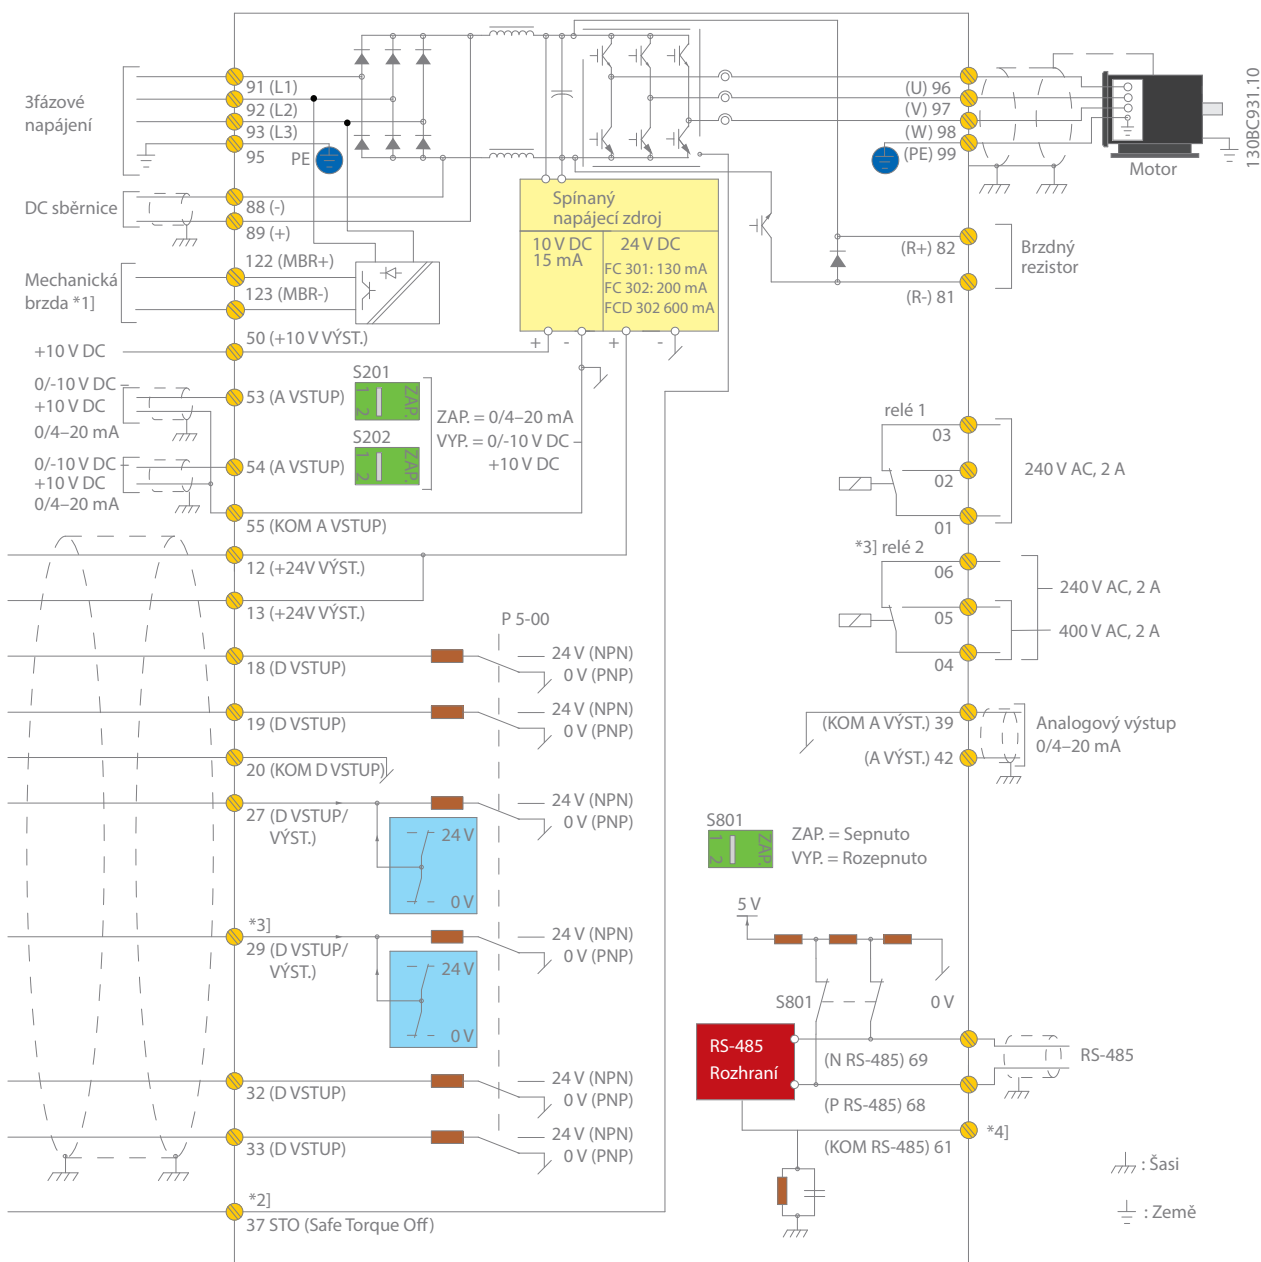 3fázové
napájení
91 (L1)
92 (L2)
93 (L3)
95
PE
DC sběrnice
88 (-)
89 (+)
Mechanická
brzda *1]
122 (MBR+)
123 (MBR-)
+10 V DC
50 (+10 V VÝST.)
0/-10 V DC –
+10 V DC
0/4–20 mA
53 (A VSTUP)
0/-10 V DC –
+10 V DC
0/4–20 mA
54 (A VSTUP)
55 (KOM A VSTUP)
S201
1
2
ZAP.
S202
1
2
ZAP.
ZAP. = 0/4–20 mA
VYP. = 0/-10 V DC –
+10 V DC
Spínaný
napájecí zdroj
10 V DC
15 mA
24 V DC
FC 301: 130 mA
FC 302: 200 mA
FCD 302 600 mA
+
-
+
-
12 (+24V VÝST.)
13 (+24V VÝST.)
P 5-00
18 (D VSTUP)
24 V (NPN)
0 V (PNP)
19 (D VSTUP)
24 V (NPN)
0 V (PNP)
20 (KOM D VSTUP)
27 (D VSTUP/
VÝST.)
24 V (NPN)
0 V (PNP)
24 V
0 V
*3]
29 (D VSTUP/
VÝST.)
24 V (NPN)
0 V (PNP)
24 V
0 V
32 (D VSTUP)
24 V (NPN)
0 V (PNP)
33 (D VSTUP)
24 V (NPN)
0 V (PNP)
*2]
37 STO (Safe Torque Off)
(U) 96
(V) 97
(W) 98
(PE) 99
Motor
130BC931.10
(R+) 82
(R-) 81
Brzdný
rezistor
relé 1
03
02
01
240 V AC, 2 A
*3] relé 2
06
05
04
240 V AC, 2 A
400 V AC, 2 A
(KOM A VÝST.) 39
(A VÝST.) 42
Analogový výstup
0/4–20 mA
S801
1
2
ZAP.
ZAP. = Sepnuto
VYP. = Rozepnuto
5 V
S801
0 V
RS-485
Rozhraní
(N RS-485) 69
(P RS-485) 68
(KOM RS-485) 61
RS-485
*4]
: Šasi
: Země